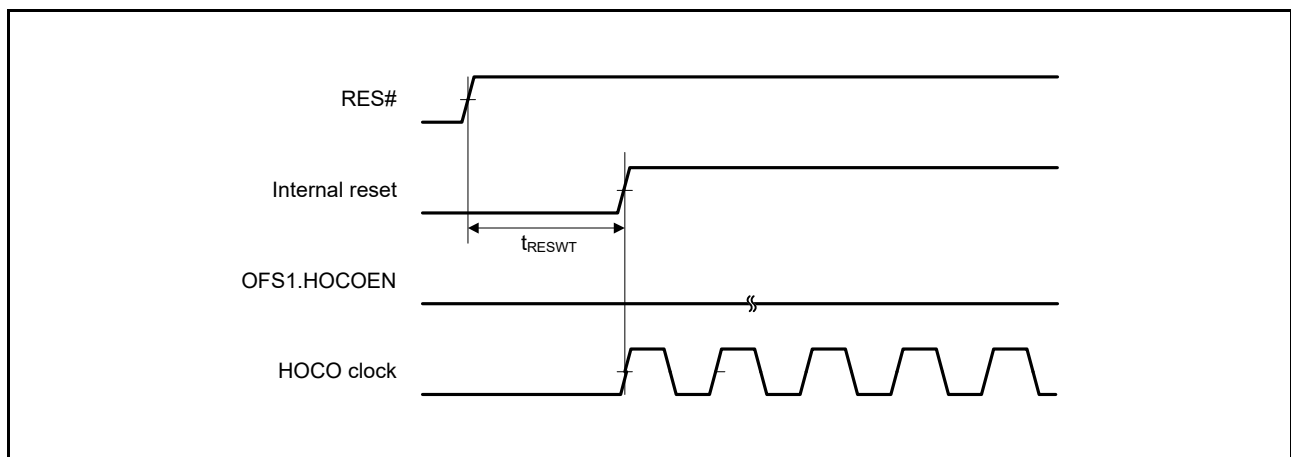 RES#
Internal reset
tRESWT
OFS1.HOCOEN
HOCO clock